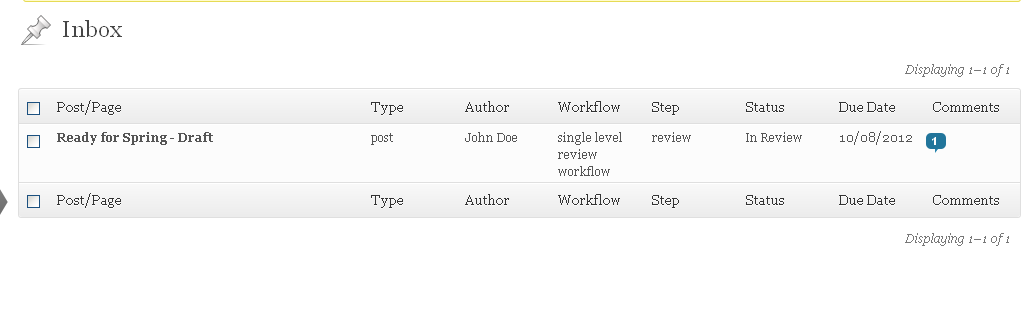 Inbox
Displaying 1–1 of 1
Post/Page Type Author Workflow Step Status Due Date Comments
Ready for Spring - Draft post John Doe single level review In Review 10/08/2012 1
review
workflow
Post/Page Type Author Workflow Step Status Due Date Comments
Displaying 1–1 of 1